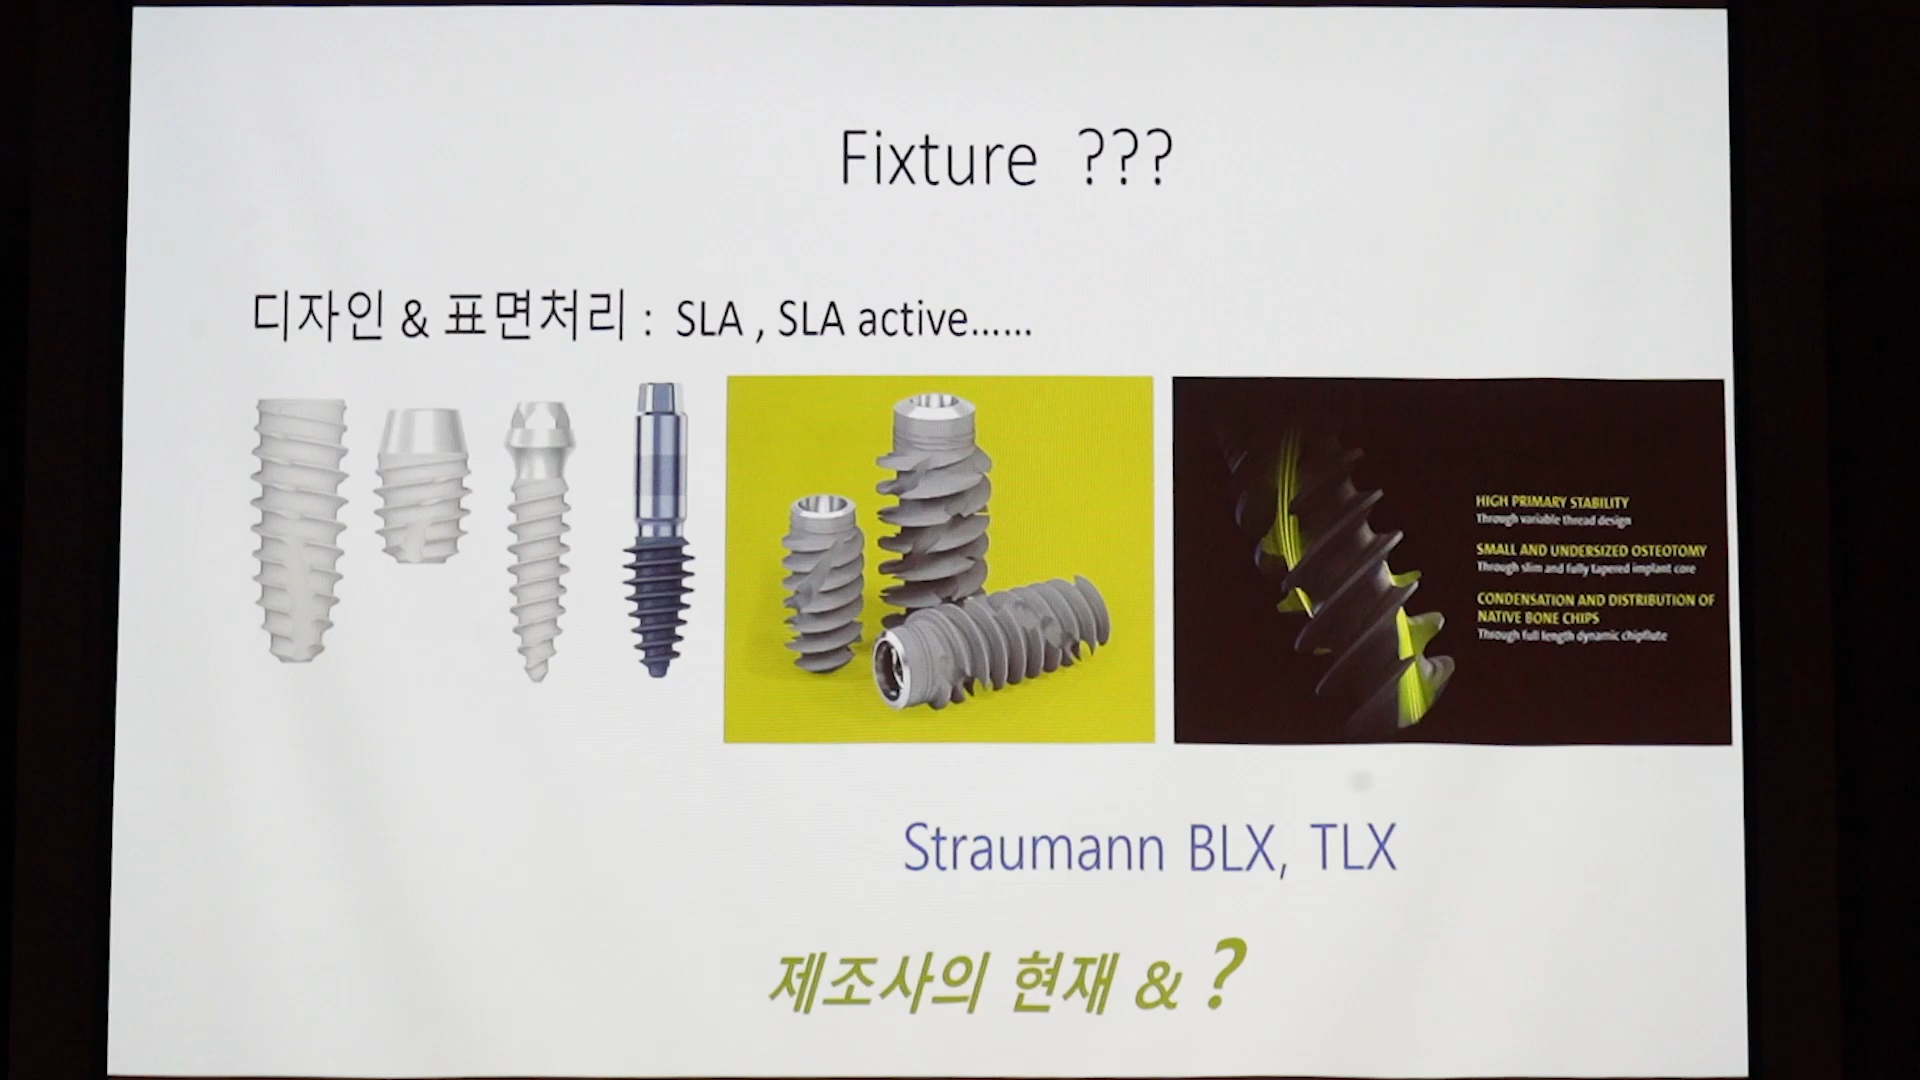 Fixture ???
디자인 & 표면처리 : SLA , SLA active......
HIGH PRIMARY STABILITY
Through variable thread design
SMALL AND UNDERSIZED OSTEOTOMY
Through slim and fully tapered implant core
CONDENSATION AND DISTRIBUTION OF
NATIVE BONE CHIPS
Through full length dynamic chipflute
Straumann BLX, TLX
제조사의 현재 & ?